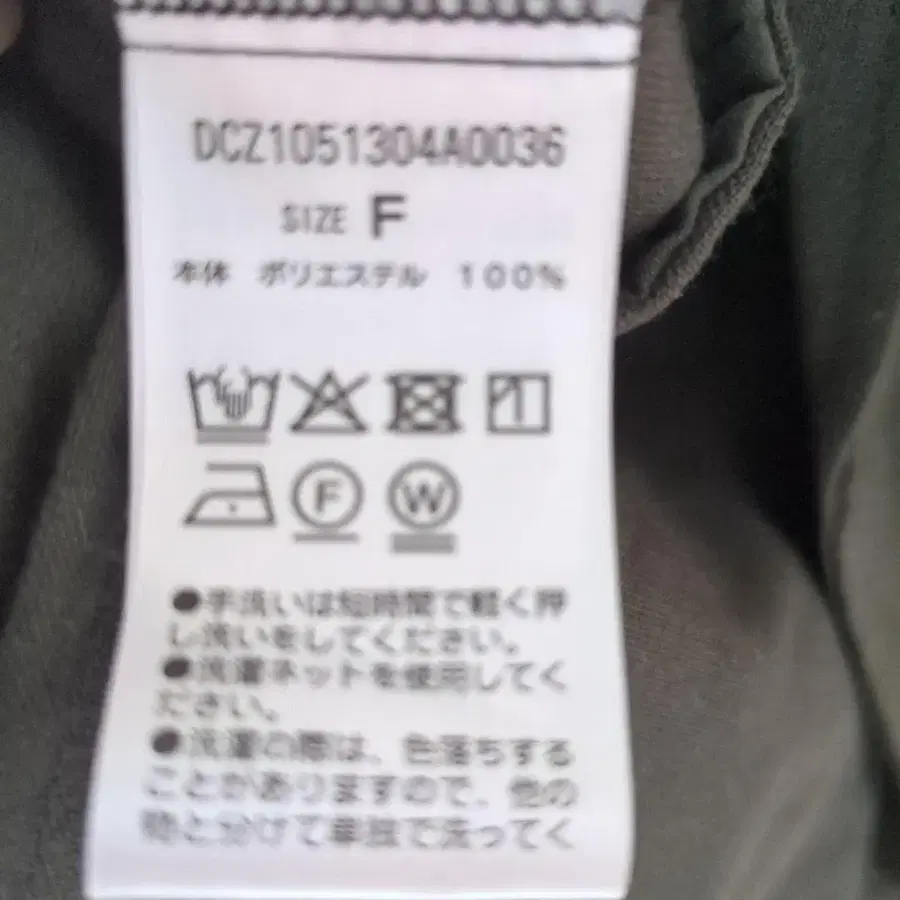 DCZ1051304A0036
SIZE F
本体 ポリエステル 100%
F W
●手洗いは短時間で軽く押
し洗いをしてください。
●洗濯ネットを使用してく
ださい。
●洗濯の際は、色落ちする
ことがありますので、他の
物と分けて単独で洗ってく